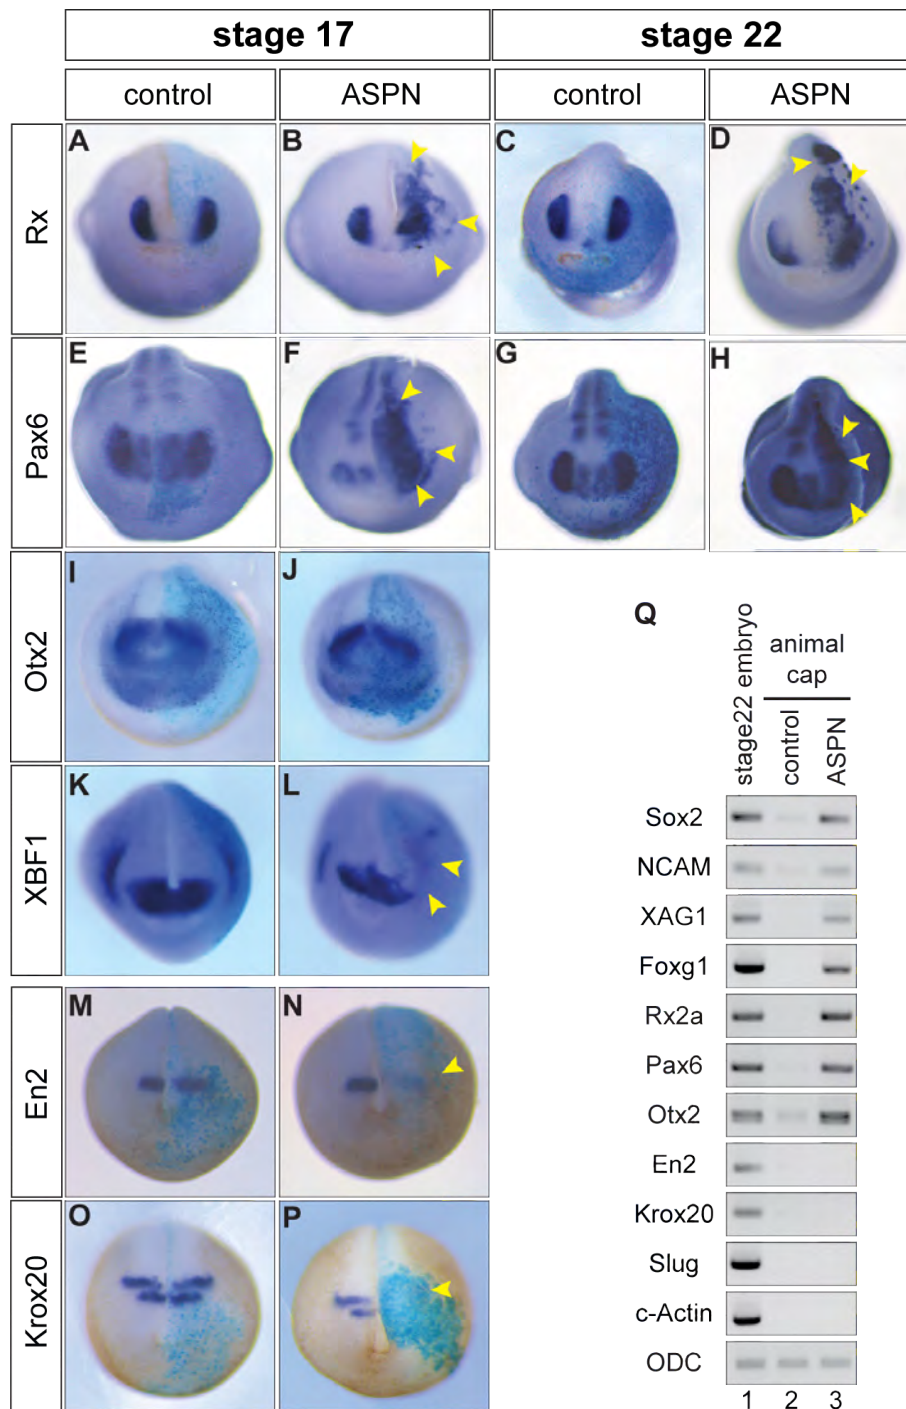 stage 17 stage 22
control ASPN control ASPN
Rx
A B C D
Pax6
E F G H
Otx2
I J
XBF1
K L
En2
M N
Krox20
O P
Q
stage22 embryo
animal
cap
control
ASPN
Sox2
NCAM
XAG1
Foxg1
Rx2a
Pax6
Otx2
En2
Krox20
Slug
c-Actin
ODC
1 2 3